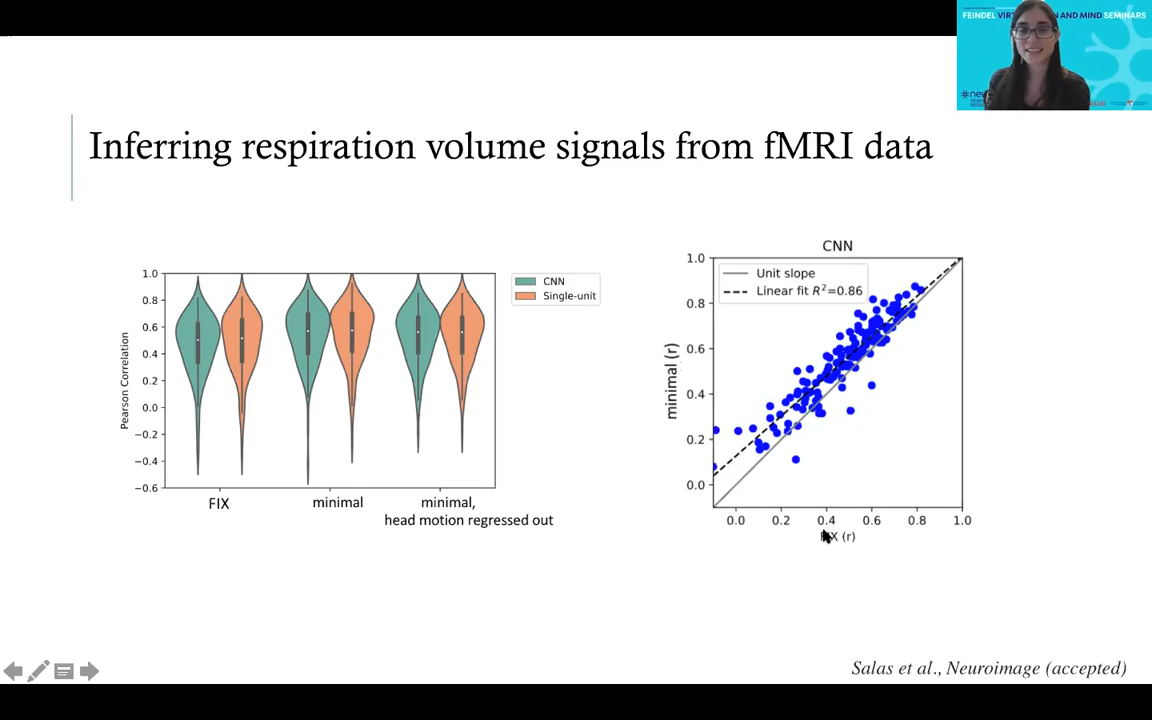 FEINDEL VIRT AND MIND SEMINARS
Inferring respiration volume signals from fMRI data
CNN
1.0
0.8
0.6
0.4
0.2
0.0
−0.2
−0.4
−0.6
Pearson Correlation
CNN
Single-unit
FIX
minimal
minimal,
head motion regressed out
Unit slope
Linear fit R²=0.86
1.0
0.8
0.6
0.4
0.2
0.0
minimal (r)
0.0 0.2 0.4 0.6 0.8 1.0
(r)
Salas et al., Neuroimage (accepted)